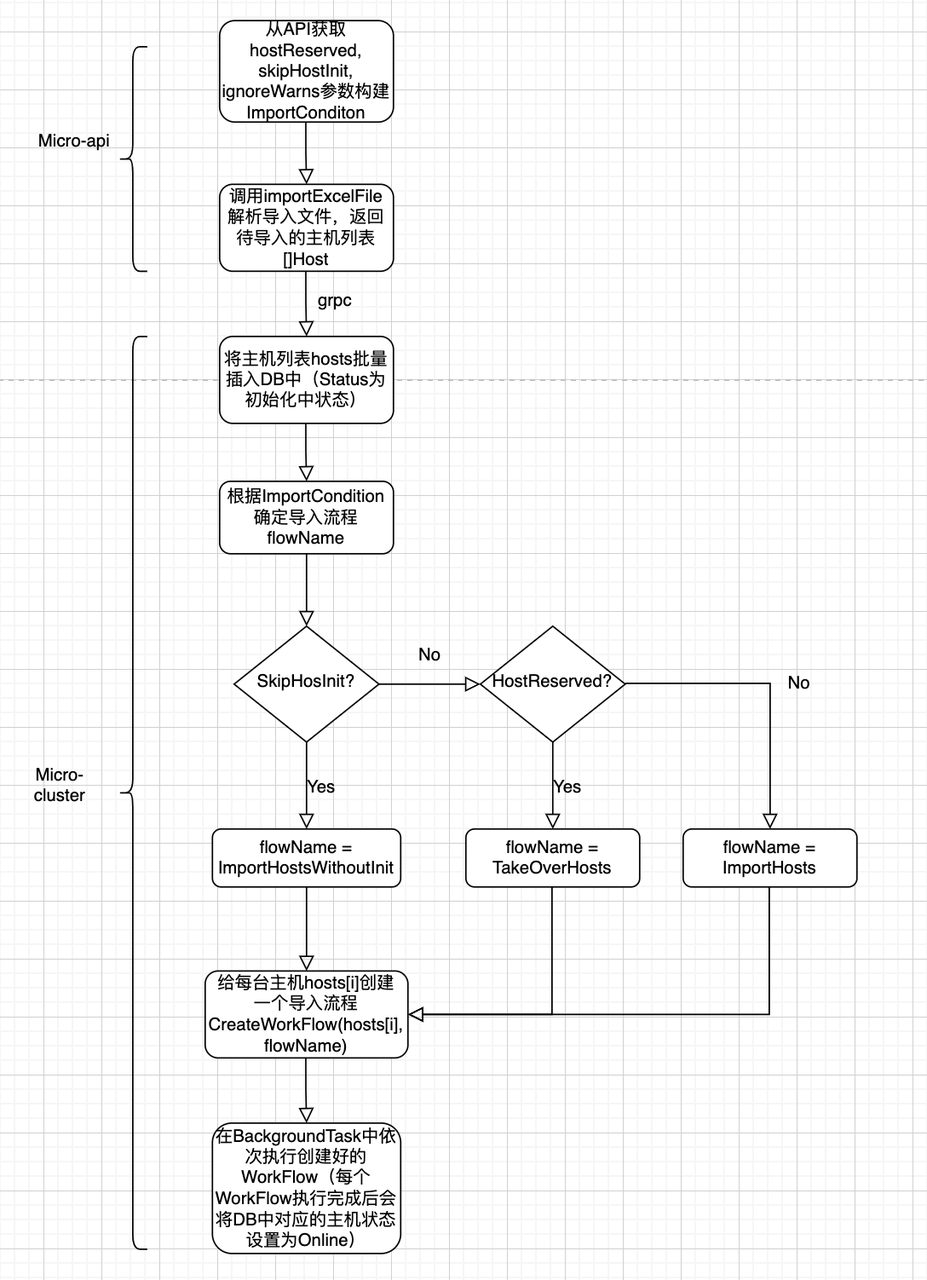 从API获取
hostReserved,
skipHostInit,
ignoreWarns参数构建
ImportConditon
Micro-api
调用importExcelFile
解析导入文件，返回
待导入的主机列表
[]Host
grpc
将主机列表hosts批量
插入DB中（Status为
初始化中状态）
根据ImportCondition
确定导入流程
flowName
SkipHosInit?
No
HostReserved?
No
Micro-
cluster
Yes
Yes
flowName =
ImportHostsWithoutInit
flowName =
TakeOverHosts
flowName =
ImportHosts
给每台主机hosts[i]创建
一个导入流程
CreateWorkFlow(hosts[i],
flowName)
在BackgroundTask中依
次执行创建好的
WorkFlow（每个
WorkFlow执行完成后会
将DB中对应的主机状态
设置为Online）